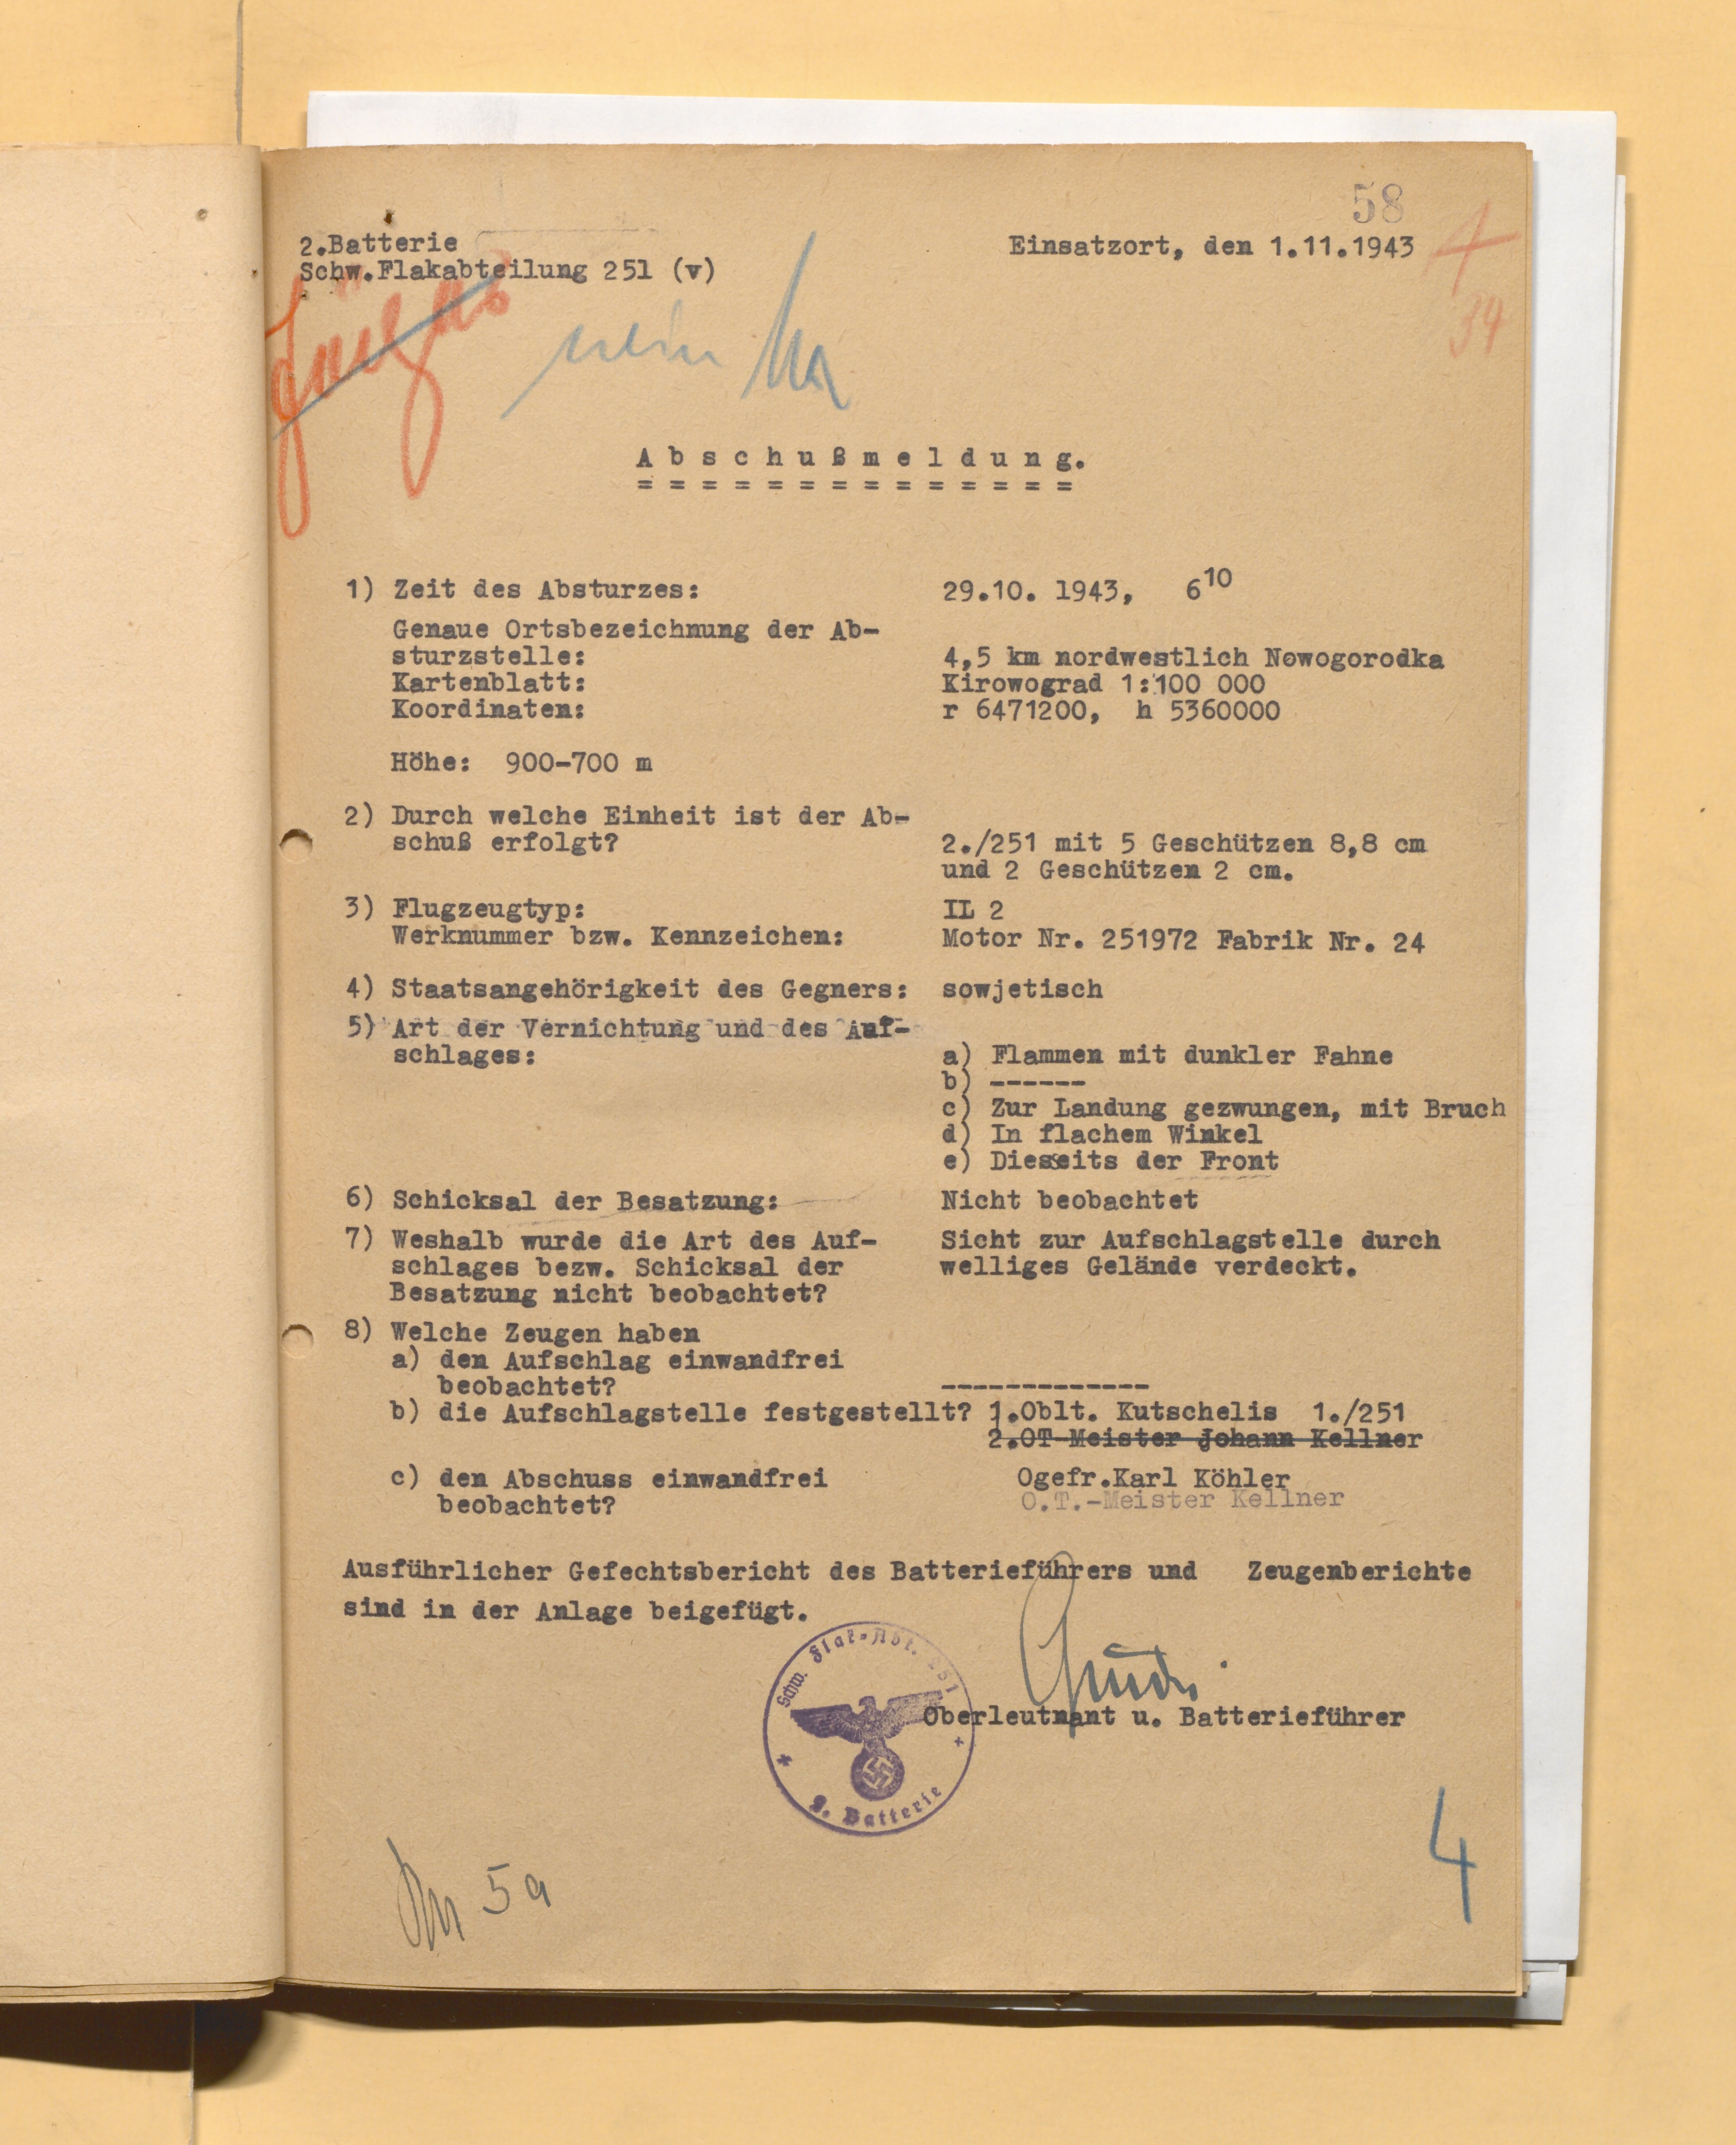 58
2.Batterie
Schw.Flakabteilung 251 (v)
Einsatzort, den 1.11.1943
4
34
Abschußmeldung.
==============
1) Zeit des Absturzes: 29.10. 1943, 6¹⁰
Genaue Ortsbezeichnung der Ab-
sturzstelle: 4,5 km nordwestlich Nowogorodka
Kartenblatt: Kirowograd 1:100 000
Koordinaten: r 6471200, h 5360000
Höhe: 900-700 m
2) Durch welche Einheit ist der Ab-
schuß erfolgt? 2./251 mit 5 Geschützen 8,8 cm
und 2 Geschützen 2 cm.
3) Flugzeugtyp: IL 2
Werknummer bzw. Kennzeichen: Motor Nr. 251972 Fabrik Nr. 24
4) Staatsangehörigkeit des Gegners: sowjetisch
5) Art der Vernichtung und des Auf-
schlages: a) Flammen mit dunkler Fahne
b) ------
c) Zur Landung gezwungen, mit Bruch
d) In flachem Winkel
e) Diesseits der Front
6) Schicksal der Besatzung: Nicht beobachtet
7) Weshalb wurde die Art des Auf- Sicht zur Aufschlagstelle durch
schlages bezw. Schicksal der welliges Gelände verdeckt.
Besatzung nicht beobachtet?
8) Welche Zeugen haben
a) den Aufschlag einwandfrei
beobachtet? -------------
b) die Aufschlagstelle festgestellt? 1.Oblt. Kutschelis 1./251
2.OT-Meister Johann Kellner
c) den Abschuss einwandfrei Ogefr.Karl Köhler
beobachtet? O.T.-Meister Kellner
Ausführlicher Gefechtsbericht des Batterieführers und Zeugenberichte
sind in der Anlage beigefügt.
Schw. Flak-Abt. 251
2. Batterie
Oberleutnant u. Batterieführer
4
5a